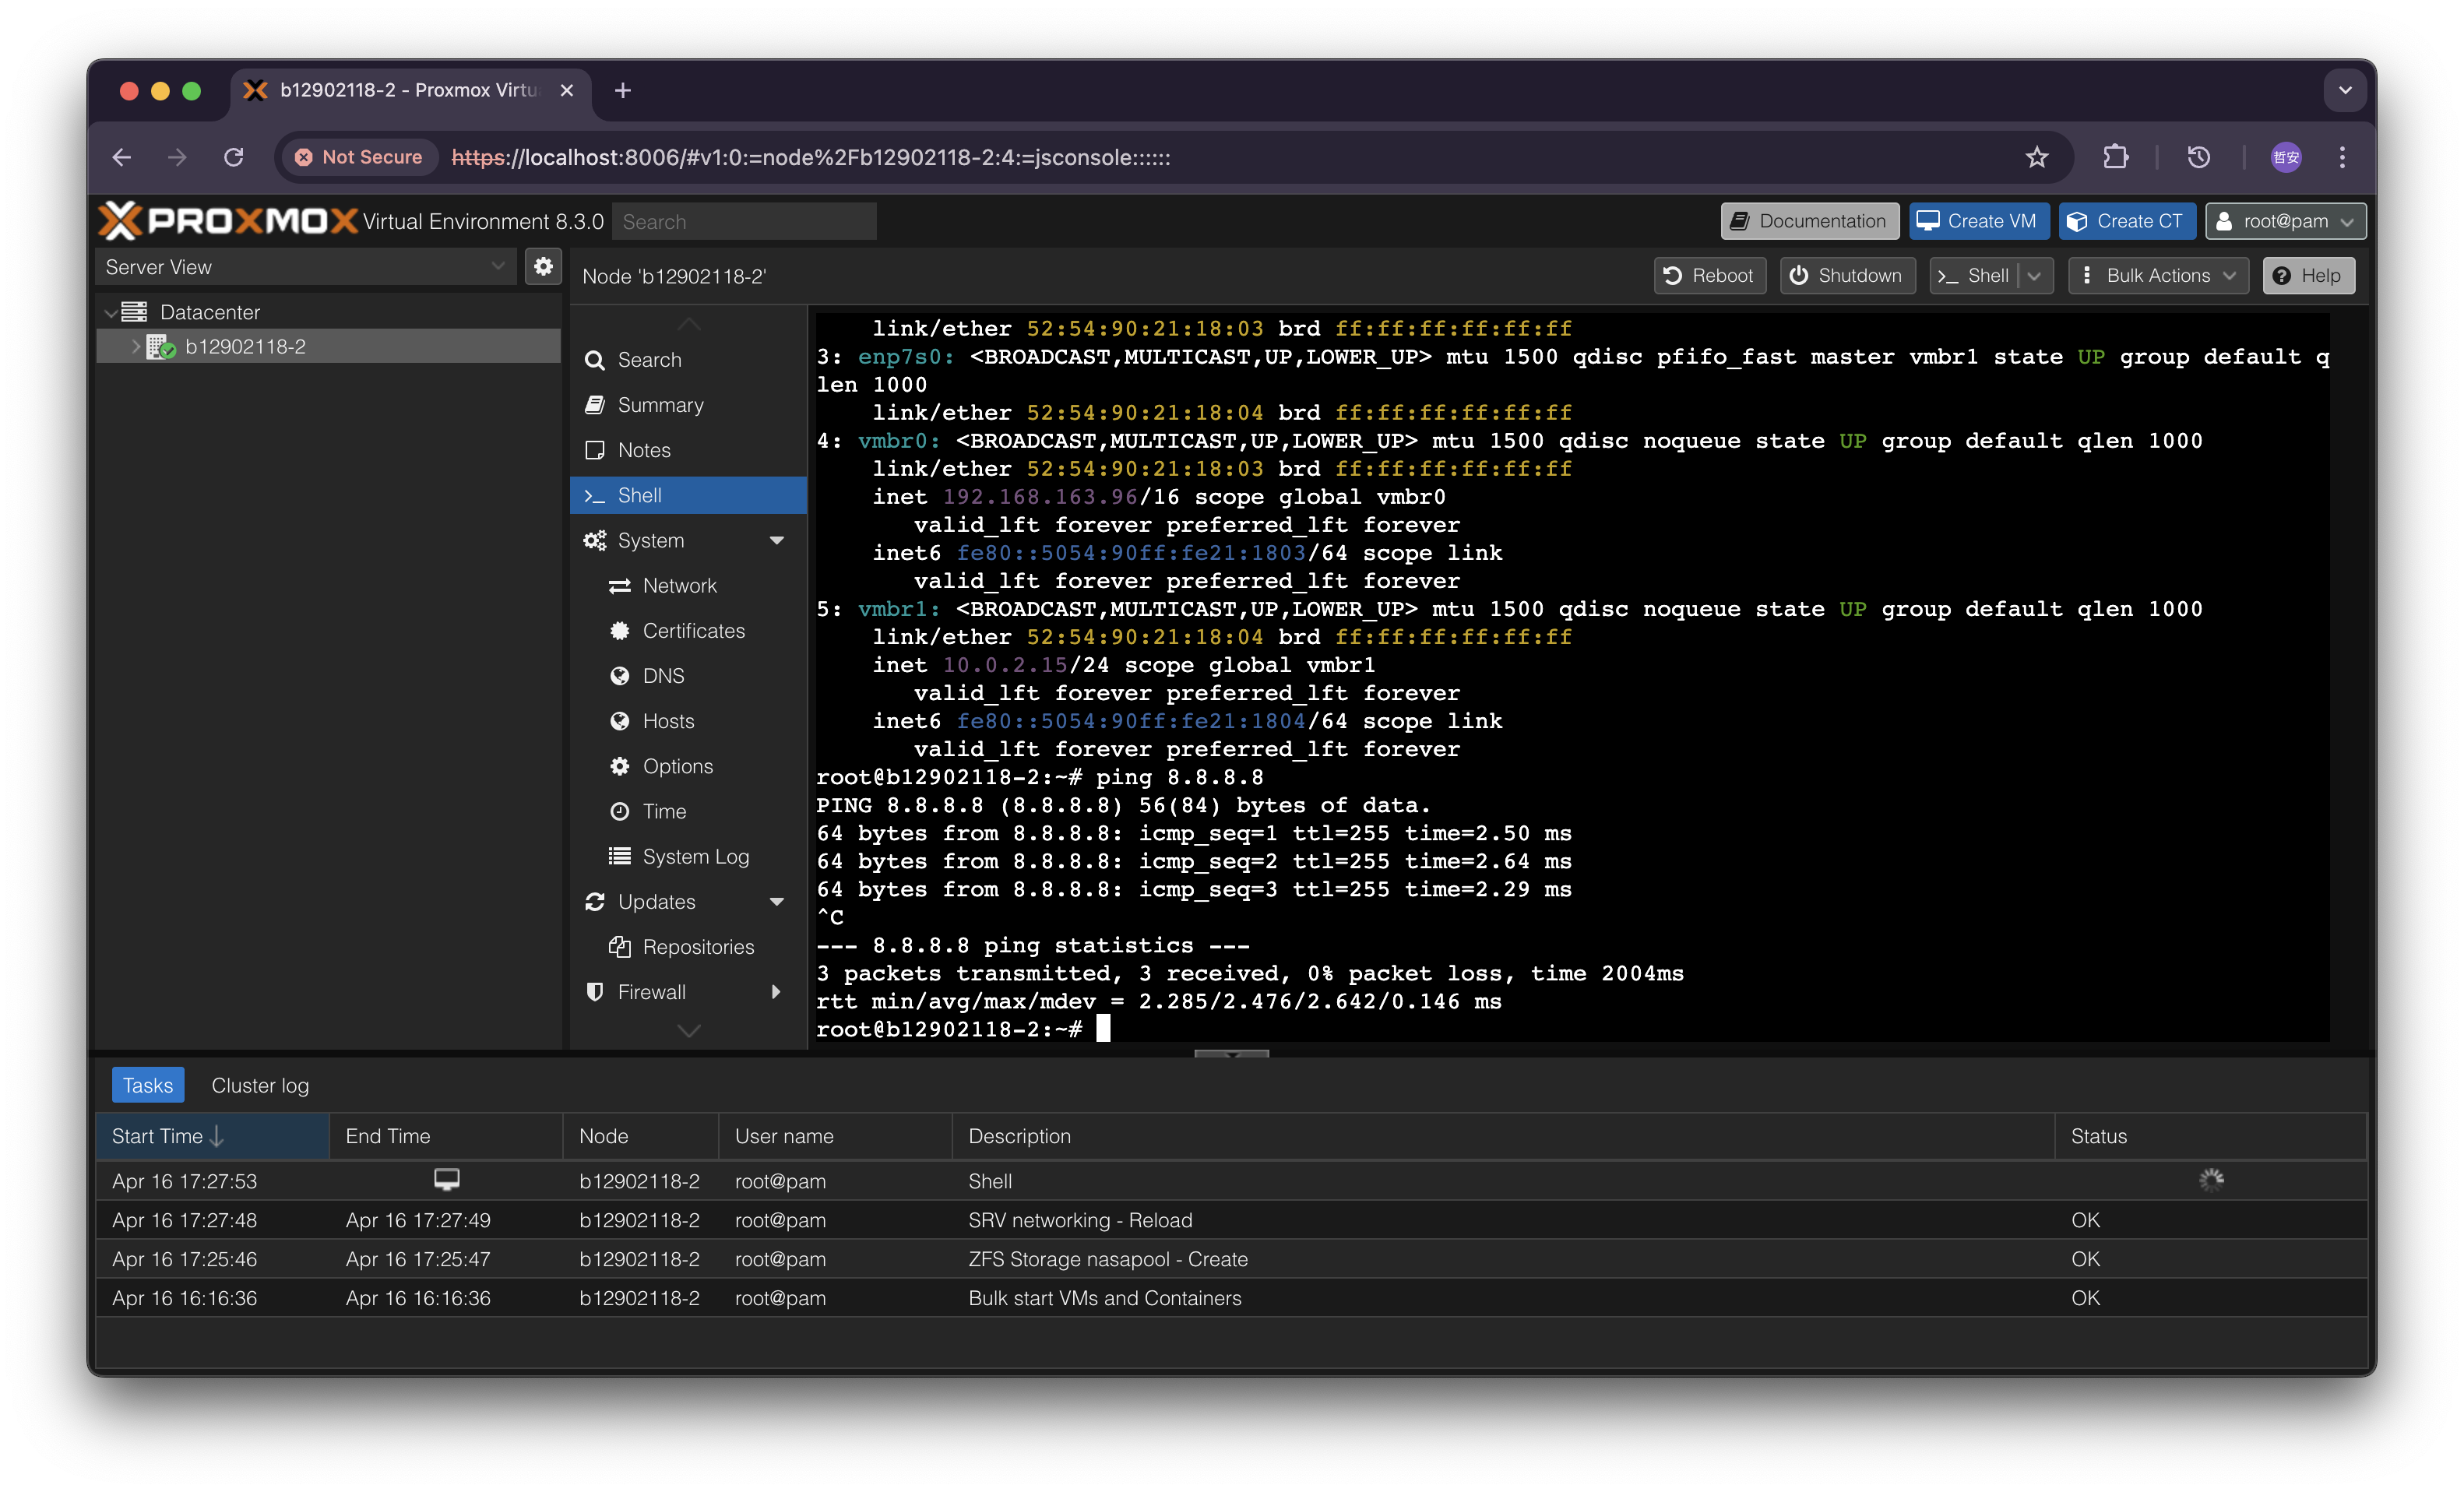 b12902118-2 - Proxmox Virtu
Not Secure
https://localhost:8006/#v1:0:=node%2Fb12902118-2:4:=jsconsole::::::
哲安
PROXMOX Virtual Environment 8.3.0
Search
Documentation
Create VM
Create CT
root@pam
Server View
Node 'b12902118-2'
Reboot
Shutdown
Shell
Bulk Actions
Help
Datacenter
b12902118-2
Search
Summary
Notes
Shell
System
Network
Certificates
DNS
Hosts
Options
Time
System Log
Updates
Repositories
Firewall
    link/ether 52:54:90:21:18:03 brd ff:ff:ff:ff:ff:ff
3: enp7s0: <BROADCAST,MULTICAST,UP,LOWER_UP> mtu 1500 qdisc pfifo_fast master vmbr1 state UP group default q
len 1000
    link/ether 52:54:90:21:18:04 brd ff:ff:ff:ff:ff:ff
4: vmbr0: <BROADCAST,MULTICAST,UP,LOWER_UP> mtu 1500 qdisc noqueue state UP group default qlen 1000
    link/ether 52:54:90:21:18:03 brd ff:ff:ff:ff:ff:ff
    inet 192.168.163.96/16 scope global vmbr0
       valid_lft forever preferred_lft forever
    inet6 fe80::5054:90ff:fe21:1803/64 scope link
       valid_lft forever preferred_lft forever
5: vmbr1: <BROADCAST,MULTICAST,UP,LOWER_UP> mtu 1500 qdisc noqueue state UP group default qlen 1000
    link/ether 52:54:90:21:18:04 brd ff:ff:ff:ff:ff:ff
    inet 10.0.2.15/24 scope global vmbr1
       valid_lft forever preferred_lft forever
    inet6 fe80::5054:90ff:fe21:1804/64 scope link
       valid_lft forever preferred_lft forever
root@b12902118-2:~# ping 8.8.8.8
PING 8.8.8.8 (8.8.8.8) 56(84) bytes of data.
64 bytes from 8.8.8.8: icmp_seq=1 ttl=255 time=2.50 ms
64 bytes from 8.8.8.8: icmp_seq=2 ttl=255 time=2.64 ms
64 bytes from 8.8.8.8: icmp_seq=3 ttl=255 time=2.29 ms
^C
--- 8.8.8.8 ping statistics ---
3 packets transmitted, 3 received, 0% packet loss, time 2004ms
rtt min/avg/max/mdev = 2.285/2.476/2.642/0.146 ms
root@b12902118-2:~#
Tasks Cluster log
Start Time End Time Node User name Description Status
Apr 16 17:27:53 b12902118-2 root@pam Shell
Apr 16 17:27:48 Apr 16 17:27:49 b12902118-2 root@pam SRV networking - Reload OK
Apr 16 17:25:46 Apr 16 17:25:47 b12902118-2 root@pam ZFS Storage nasapool - Create OK
Apr 16 16:16:36 Apr 16 16:16:36 b12902118-2 root@pam Bulk start VMs and Containers OK